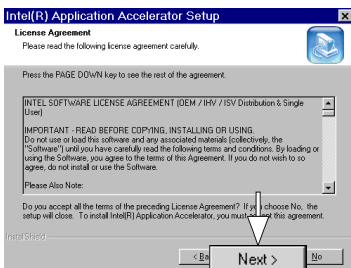 Intel(R) Application Accelerator Setup
License Agreement
Please read the following license agreement carefully.
Press the PAGE DOWN key to see the rest of the agreement.
INTEL SOFTWARE LICENSE AGREEMENT (OEM / IHV / ISV Distribution & Single
User)
IMPORTANT - READ BEFORE COPYING, INSTALLING OR USING.
Do not use or load this software and any associated materials (collectively, the
"Software") until you have carefully read the following terms and conditions. By loading or
using the Software, you agree to the terms of this Agreement. If you do not wish to so
agree, do not install or use the Software.
Please Also Note:
Do you accept all the terms of the preceding License Agreement? If you choose No, the
setup will close. To install Intel(R) Application Accelerator, you must accept this agreement.
InstallShield
< Ba
Next >
No